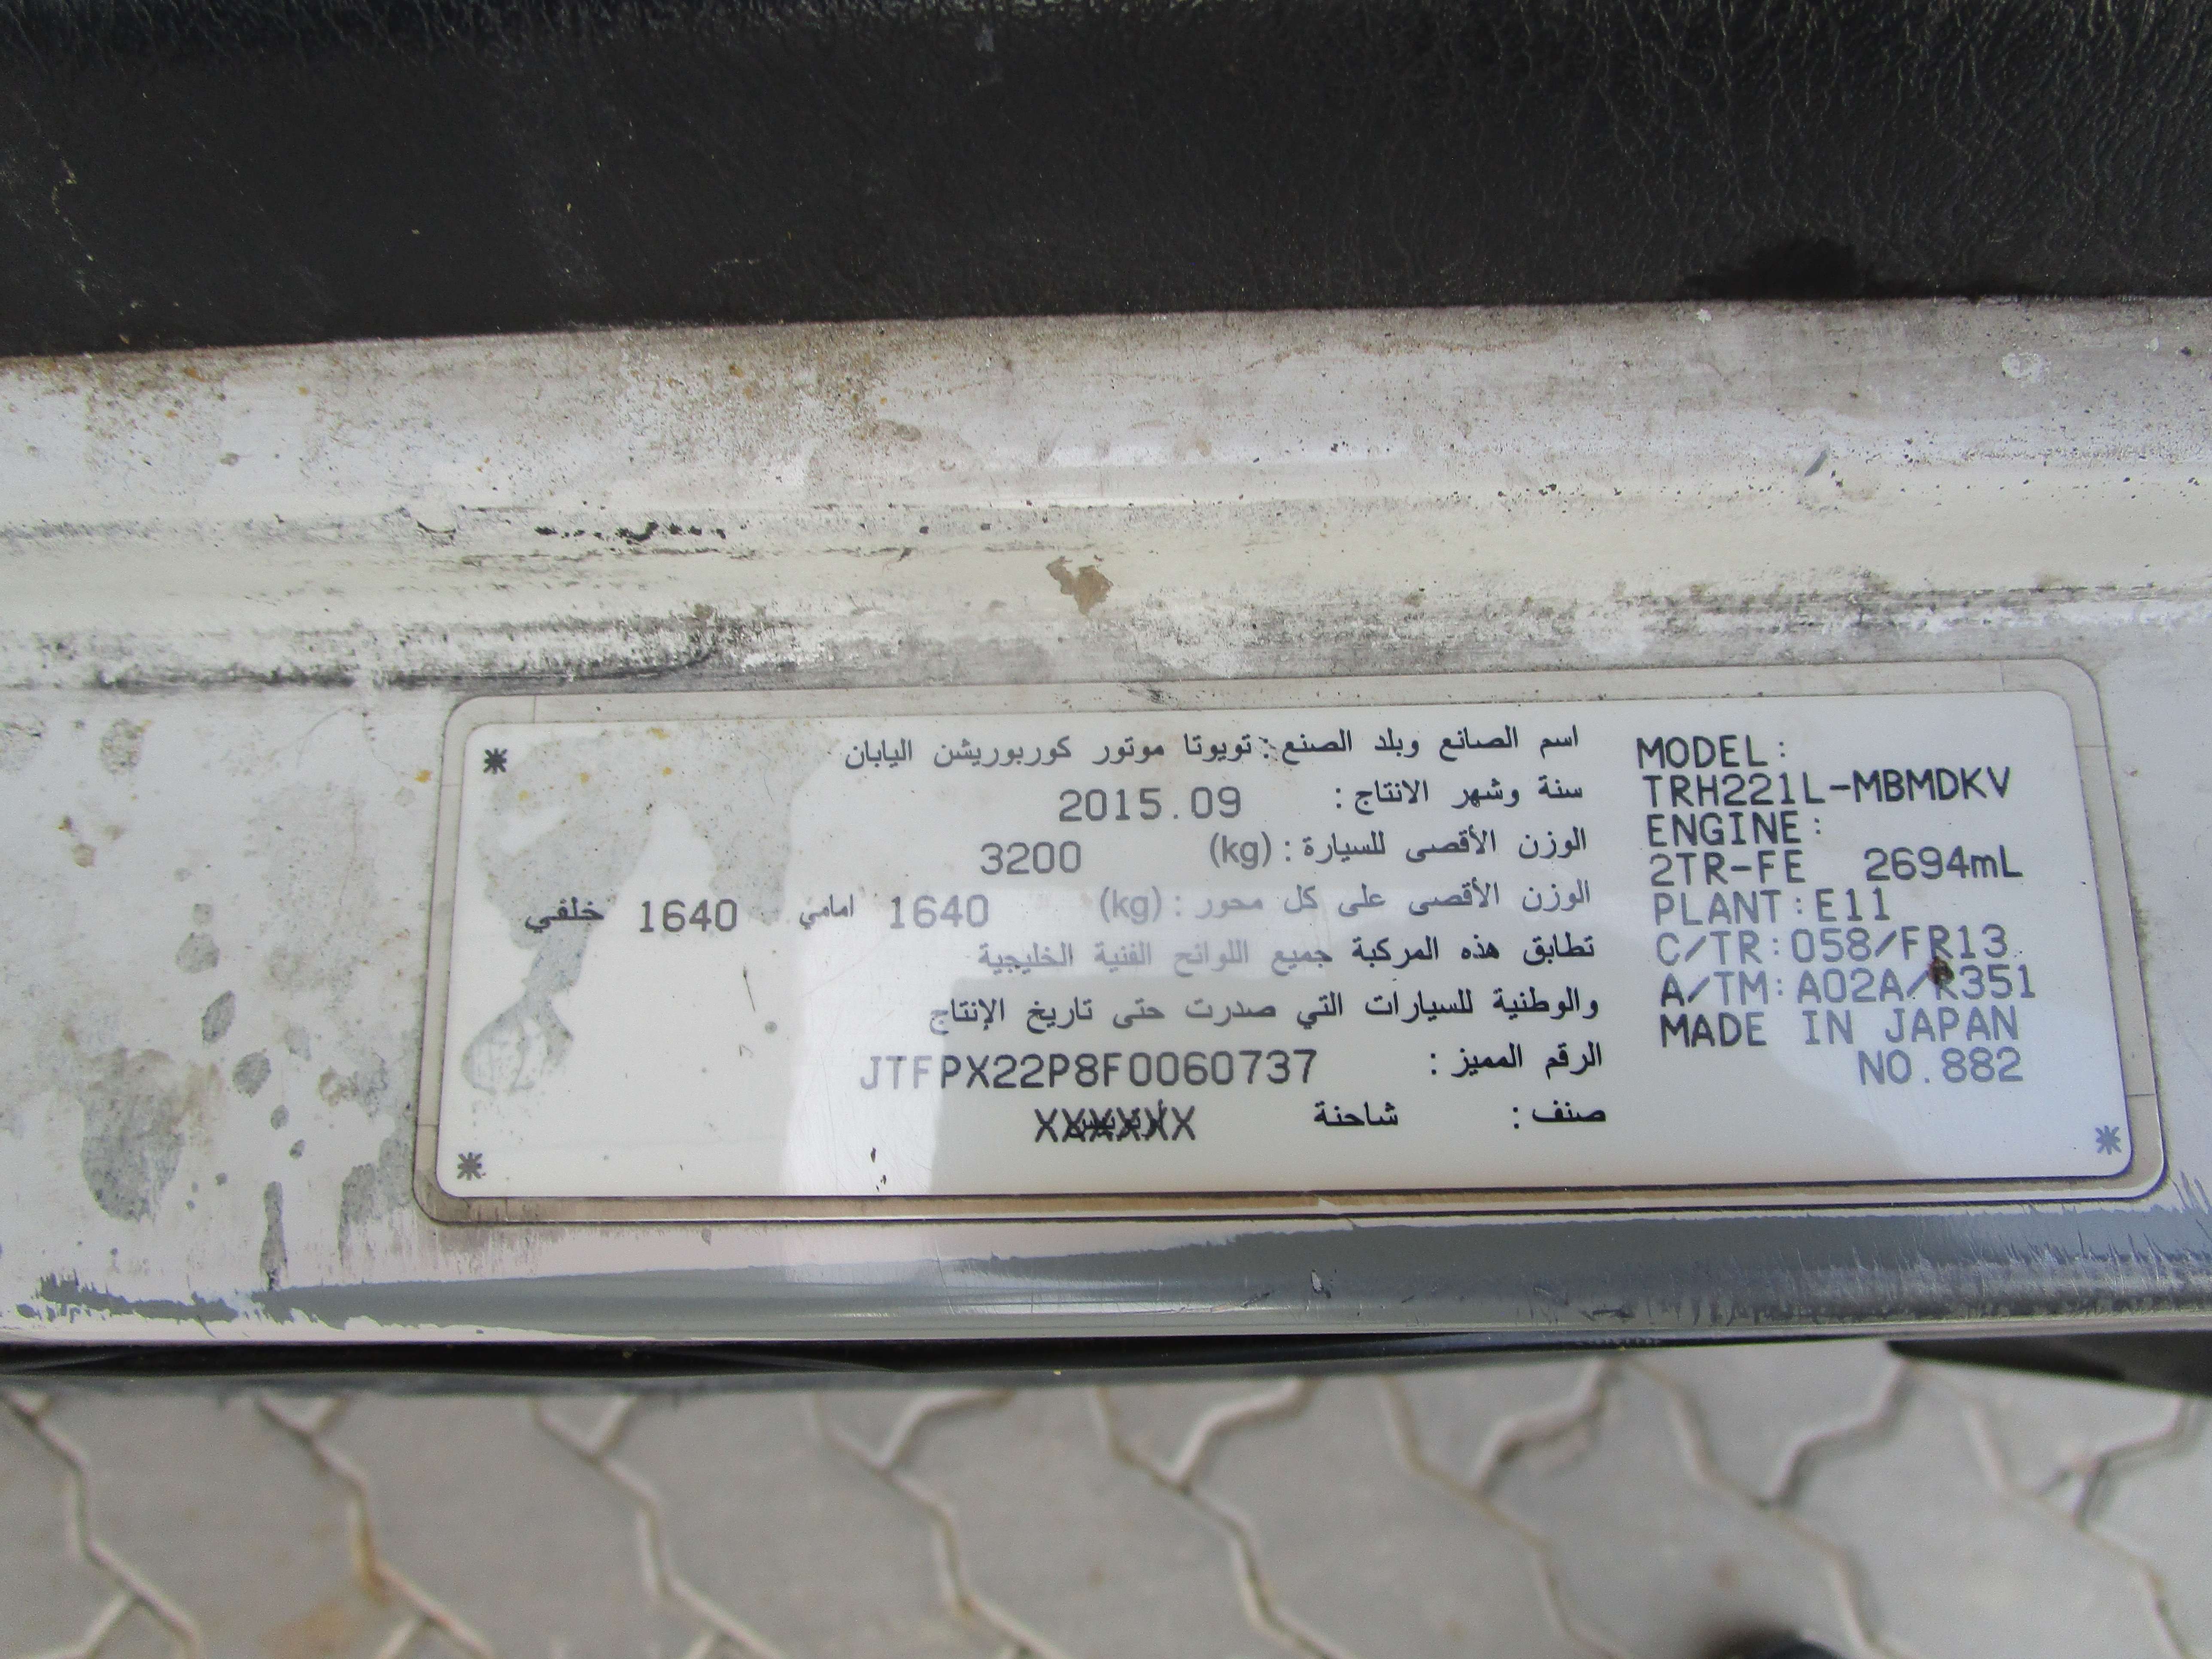 اسم الصانع وبلد الصنع: تويوتا موتور كوربوريشن اليابان
سنة وشهر الانتاج: 2015.09
الوزن الأقصى للسيارة: (kg) 3200
الوزن الأقصى على كل محور: (kg) 1640 امامي 1640 خلفي
تطابق هذه المركبة جميع اللوائح الفنية الخليجية
والوطنية للسيارات التي صدرت حتى تاريخ الإنتاج
الرقم المميز: JTFPX22P8F0060737
صنف: شاحنة XXXXXX
MODEL:
TRH221L-MBMDKV
ENGINE:
2TR-FE 2694mL
PLANT:E11
C/TR:058/FR13
A/TM:A02A/R351
MADE IN JAPAN
NO.882